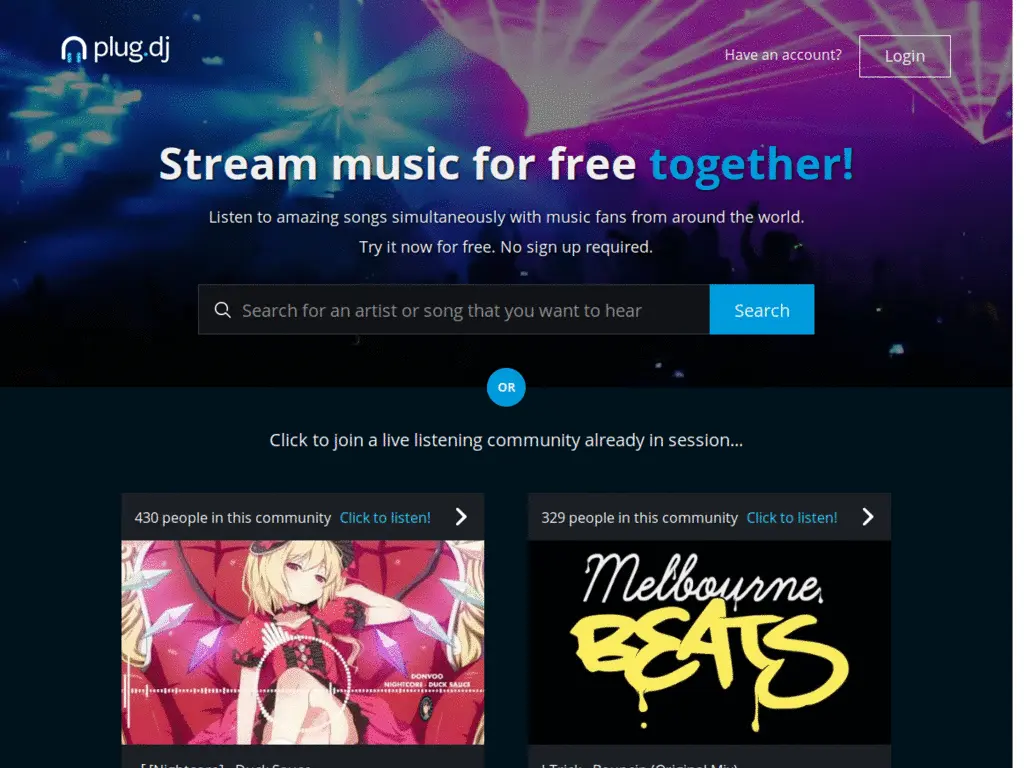 plug.dj
Have an account?
Login
Stream music for free together!
Listen to amazing songs simultaneously with music fans from around the world.
Try it now for free. No sign up required.
Search for an artist or song that you want to hear
Search
OR
Click to join a live listening community already in session...
430 people in this community Click to listen!
329 people in this community Click to listen!
DONVOO
NIGHTCORE - DUCK SAUCE
Melbourne
BEATS